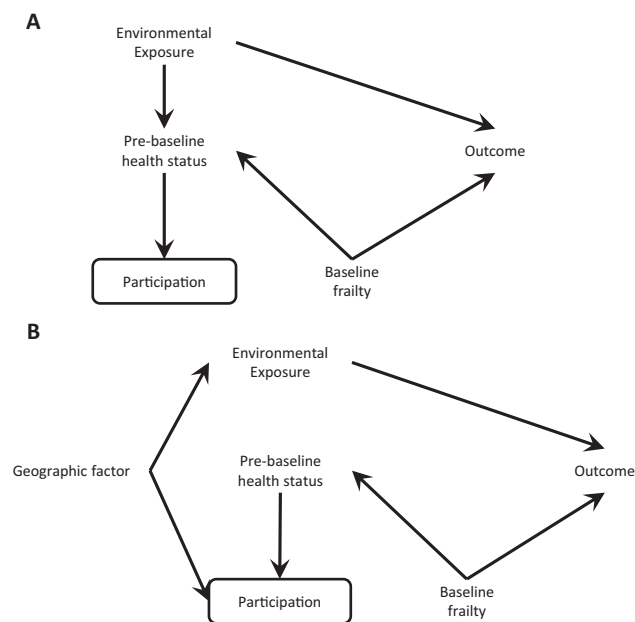 A
Environmental
Exposure
Pre-baseline
health status
Outcome
Participation
Baseline
frailty
B
Environmental
Exposure
Geographic factor
Pre-baseline
health status
Outcome
Participation
Baseline
frailty